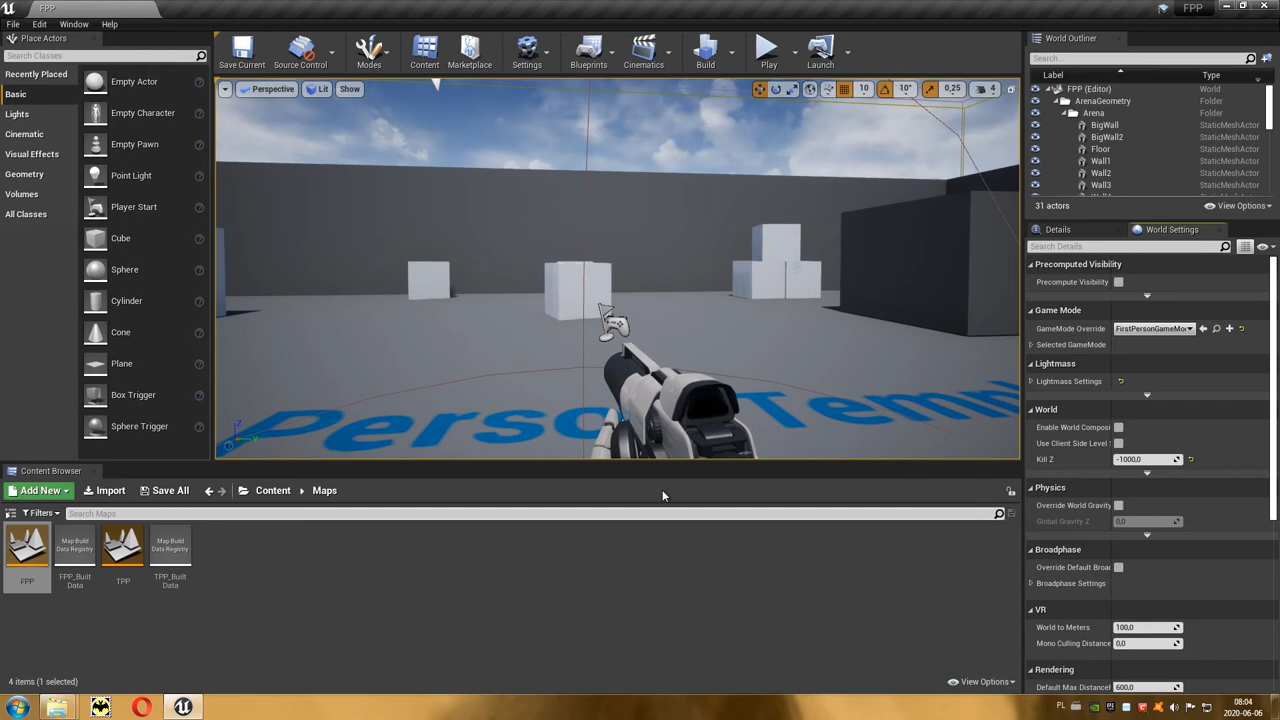 FPP
FPP
File Edit Window Help
Place Actors
Search Classes
Recently Placed
Basic
Lights
Cinematic
Visual Effects
Geometry
Volumes
All Classes
Empty Actor
Empty Character
Empty Pawn
Point Light
Player Start
Cube
Sphere
Cylinder
Cone
Plane
Box Trigger
Sphere Trigger
Save Current
Source Control
Modes
Content
Marketplace
Settings
Blueprints
Cinematics
Build
Play
Launch
Perspective Lit Show
10 10° 0,25 4
Person Templ
World Outliner
Search...
Label Type
FPP (Editor) World
ArenaGeometry Folder
Arena Folder
BigWall StaticMeshActor
BigWall2 StaticMeshActor
Floor StaticMeshActor
Wall1 StaticMeshActor
Wall2 StaticMeshActor
Wall3 StaticMeshActor
31 actors View Options
Details World Settings
Search Details
Precomputed Visibility
Precompute Visibility
Game Mode
GameMode Override FirstPersonGameMo
Selected GameMode
Lightmass
Lightmass Settings
World
Enable World Composi
Use Client Side Level
Kill Z -1000,0
Physics
Override World Gravity
Global Gravity Z 0,0
Broadphase
Override Default Broad
Broadphase Settings
VR
World to Meters 100,0
Mono Culling Distance 0,0
Rendering
Default Max Distance 600,0
Content Browser
Add New Import Save All Content Maps
Filters Search Maps
Map Build Data Registry
Map Build Data Registry
FPP
FPP_Built Data
TPP
TPP_Built Data
4 items (1 selected) View Options
PL 08:04
2020-06-06